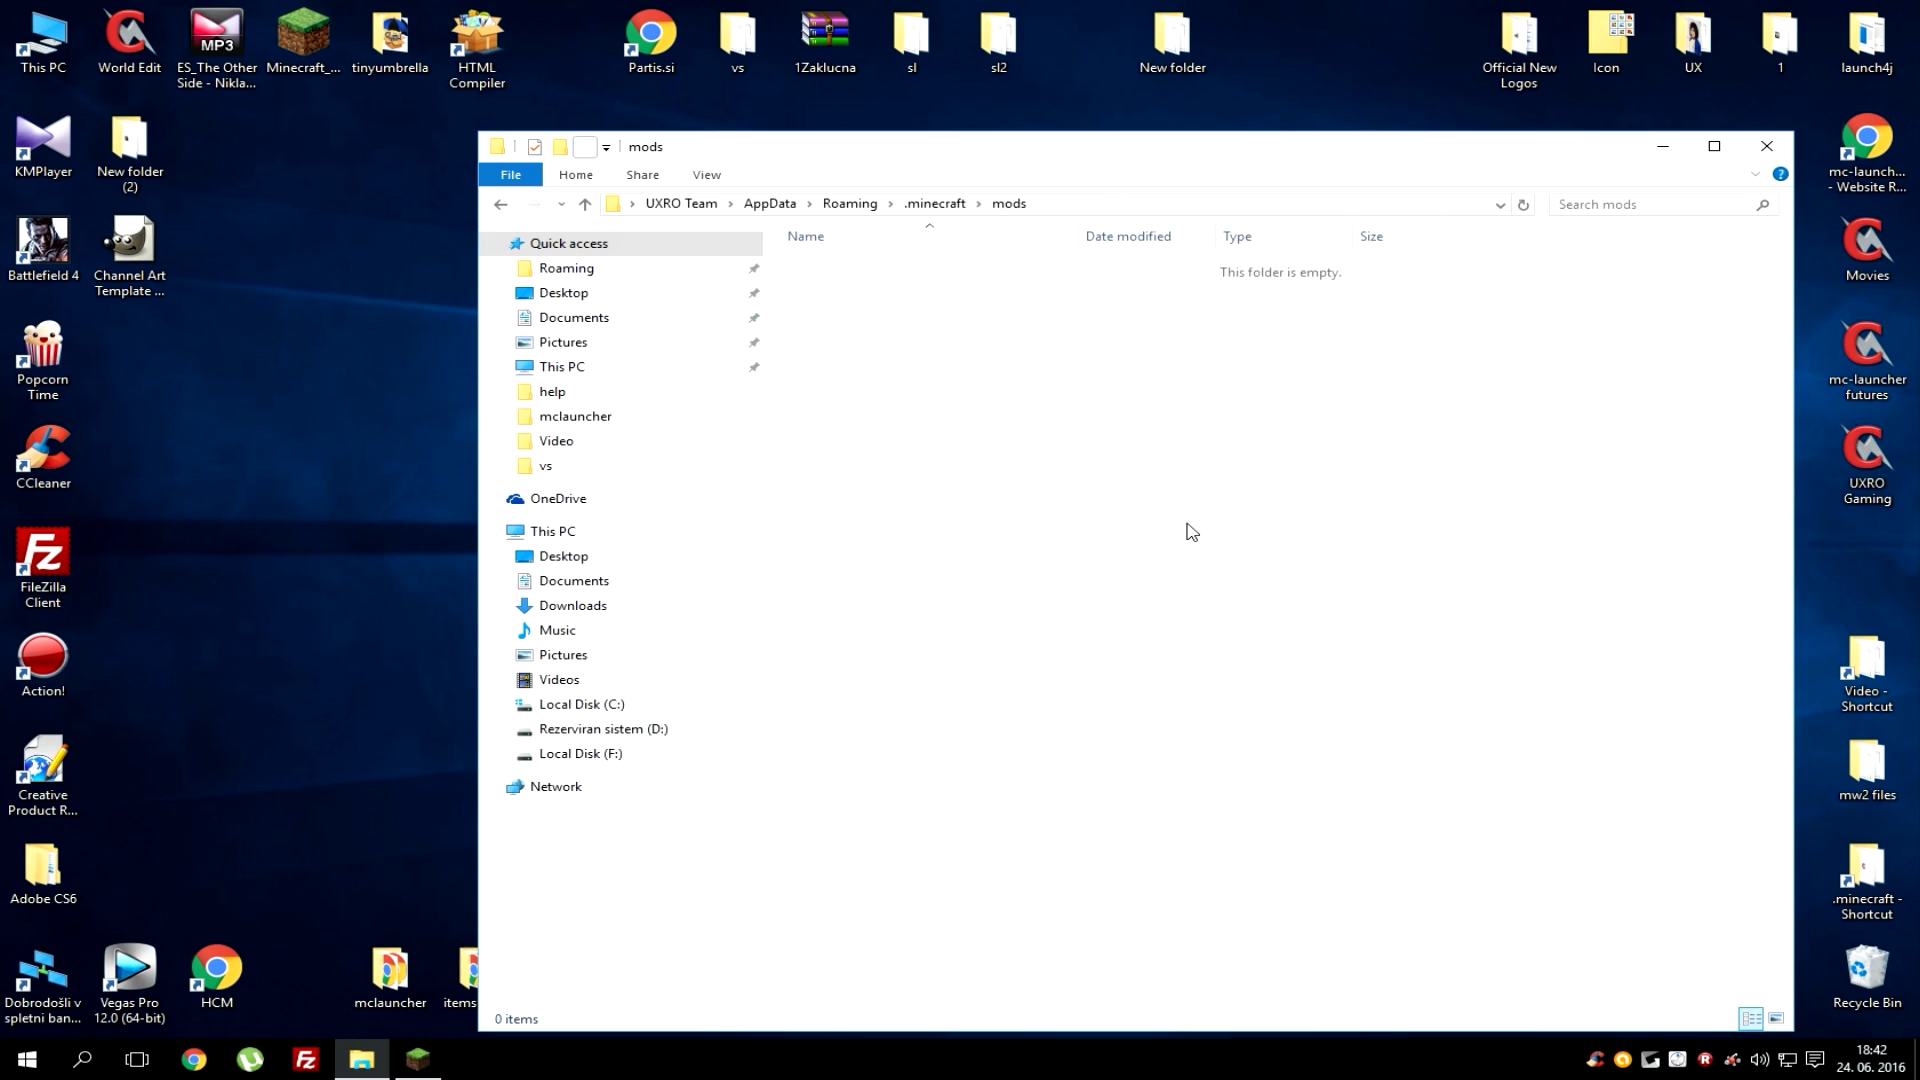 This PC
World Edit
MP3
ES_The Other
Side - Nikla...
Minecraft_...
tinyumbrella
HTML
Compiler
Partis.si
vs
1Zaklucna
sl
sl2
New folder
Official New
Logos
Icon
UX
1
launch4j
KMPlayer
New folder
(2)
Battlefield 4
Channel Art
Template ...
Popcorn
Time
CCleaner
FileZilla
Client
Action!
Creative
Product R...
Adobe CS6
Dobrodošli v
spletni ban...
Vegas Pro
12.0 (64-bit)
HCM
mclauncher
items
mods
File
Home
Share
View
UXRO Team
AppData
Roaming
.minecraft
mods
Search mods
Name
Date modified
Type
Size
This folder is empty.
Quick access
Roaming
Desktop
Documents
Pictures
This PC
help
mclauncher
Video
vs
OneDrive
This PC
Desktop
Documents
Downloads
Music
Pictures
Videos
Local Disk (C:)
Rezerviran sistem (D:)
Local Disk (F:)
Network
0 items
mc-launch...
- Website R...
Movies
mc-launcher
futures
UXRO
Gaming
Video -
Shortcut
mw2 files
.minecraft -
Shortcut
Recycle Bin
18:42
24. 06. 2016